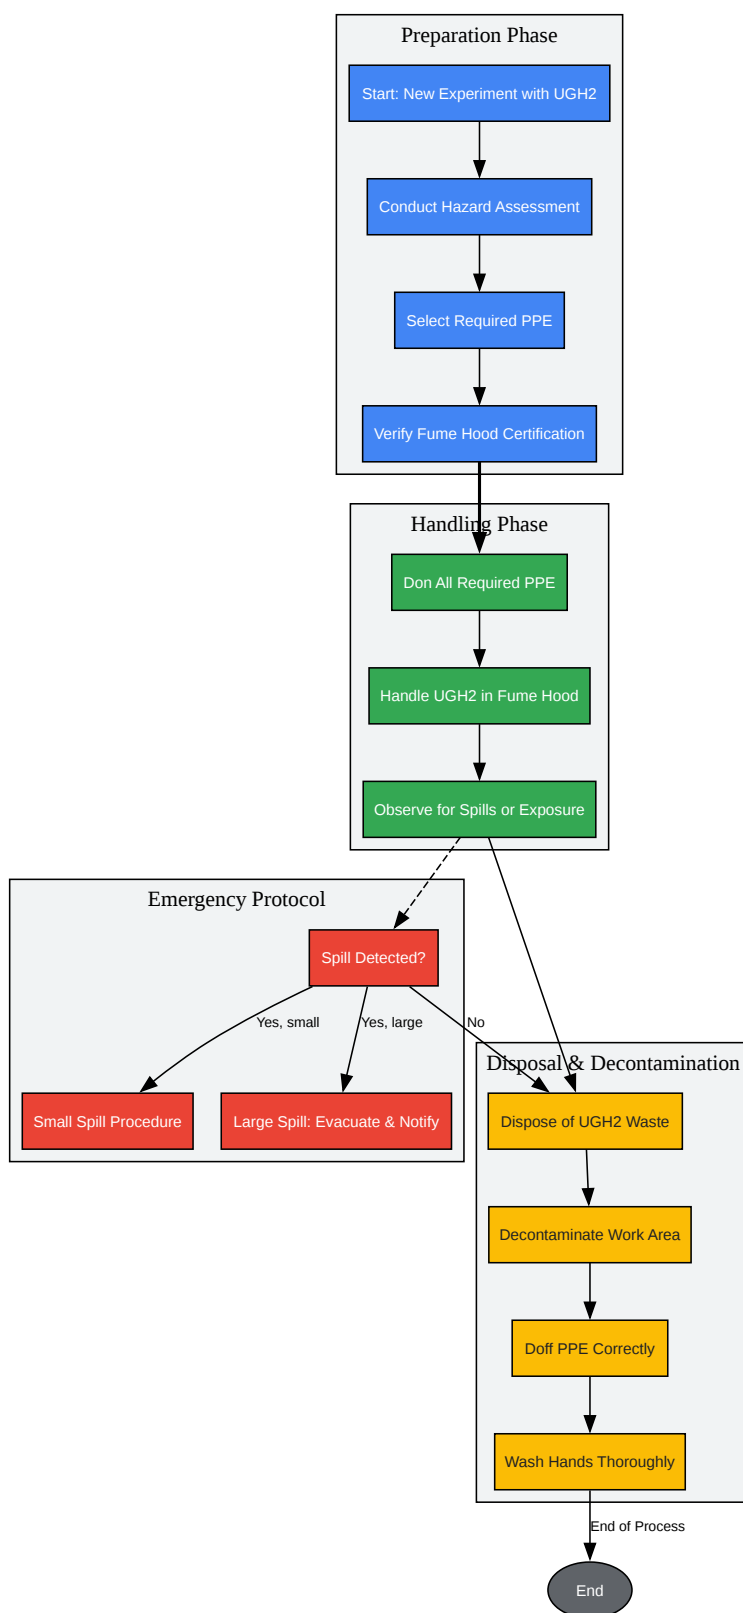 Preparation Phase
Start: New Experiment with UGH2
Conduct Hazard Assessment
Select Required PPE
Verify Fume Hood Certification
Handling Phase
Don All Required PPE
Handle UGH2 in Fume Hood
Observe for Spills or Exposure
Emergency Protocol
Spill Detected?
Yes, small
Yes, large
No
Small Spill Procedure
Large Spill: Evacuate & Notify
Disposal & Decontamination
Dispose of UGH2 Waste
Decontaminate Work Area
Doff PPE Correctly
Wash Hands Thoroughly
End of Process
End